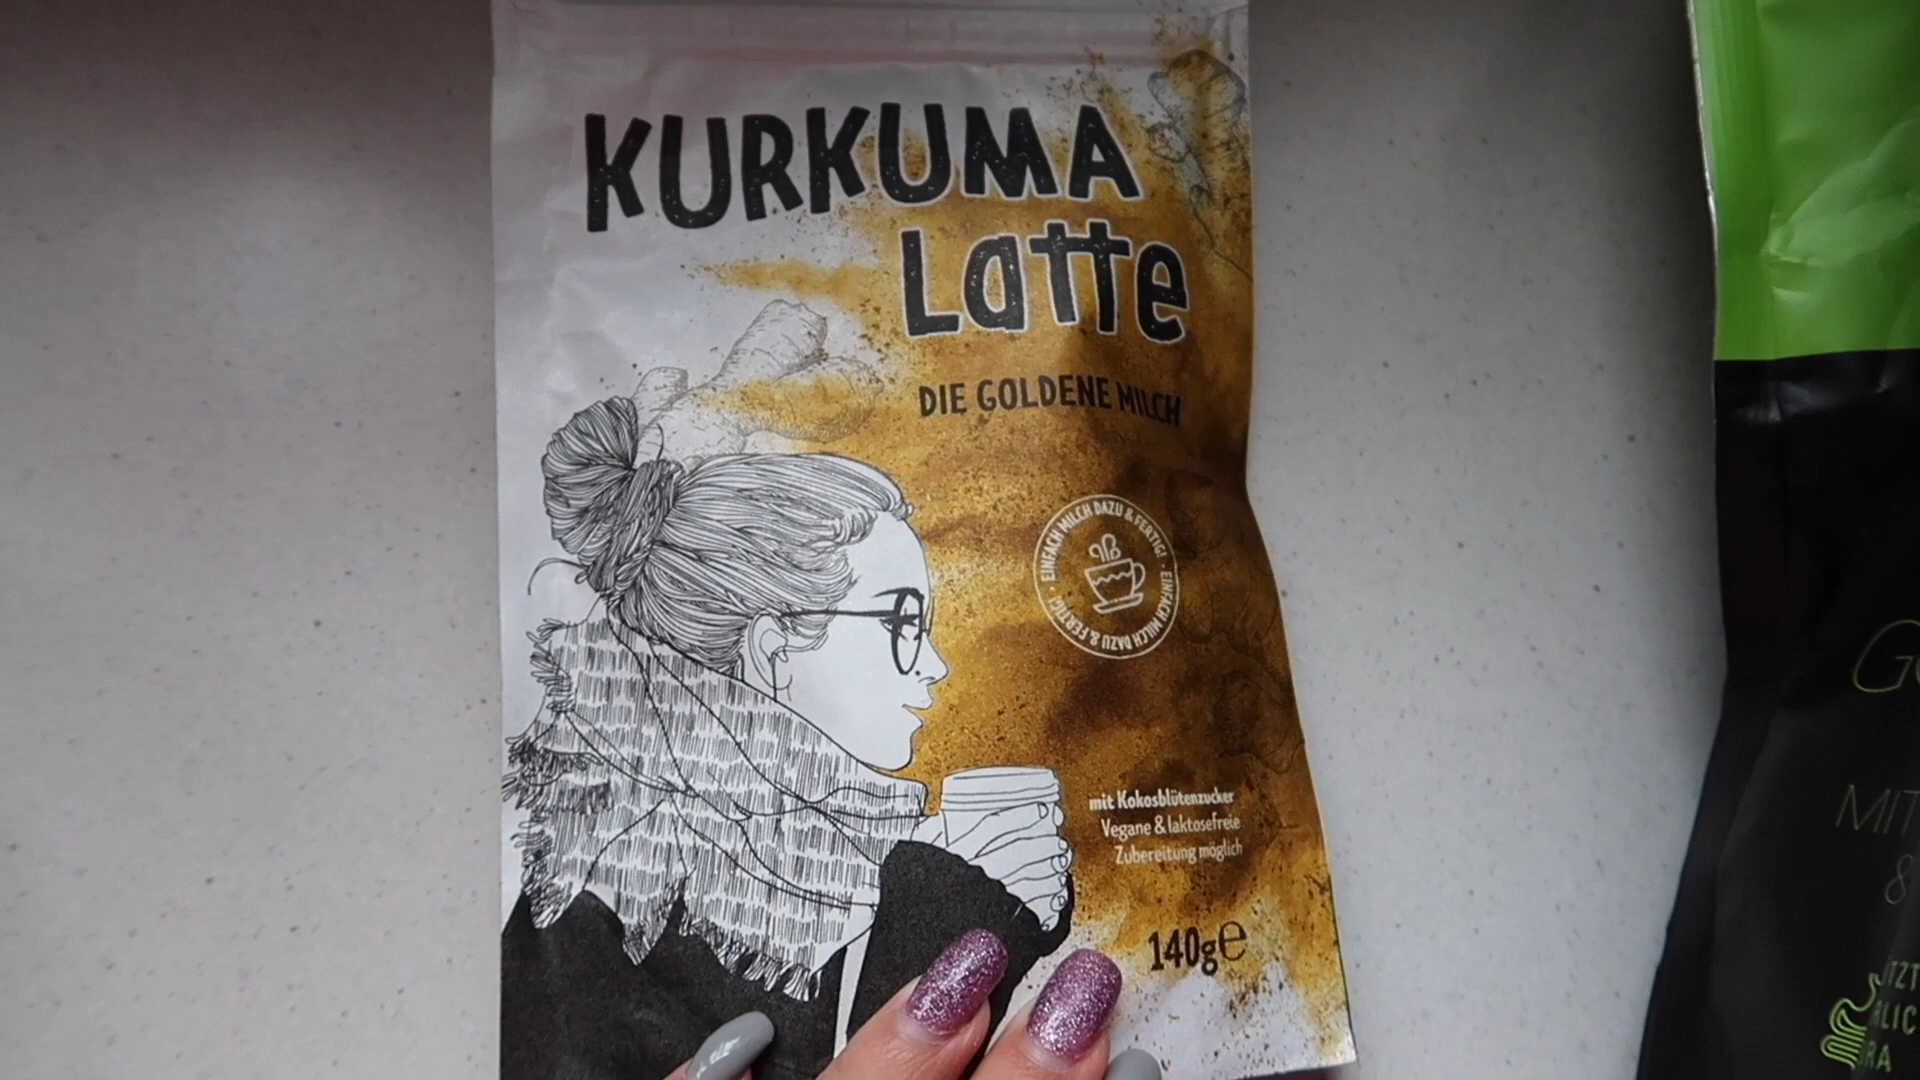 KURKUMA
Latte
DIE GOLDENE MILCH
EINFACH MILCH DAZU & FERTIG! · EINFACH MILCH DAZU & FERTIG! ·
mit Kokosblütenzucker
Vegane & laktosefreie
Zubereitung möglich
140g℮
MIT
&